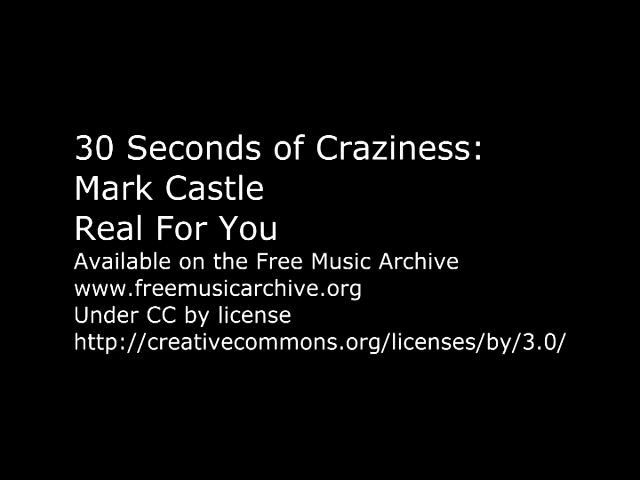 30 Seconds of Craziness:
Mark Castle
Real For You
Available on the Free Music Archive
www.freemusicarchive.org
Under CC by license
http://creativecommons.org/licenses/by/3.0/